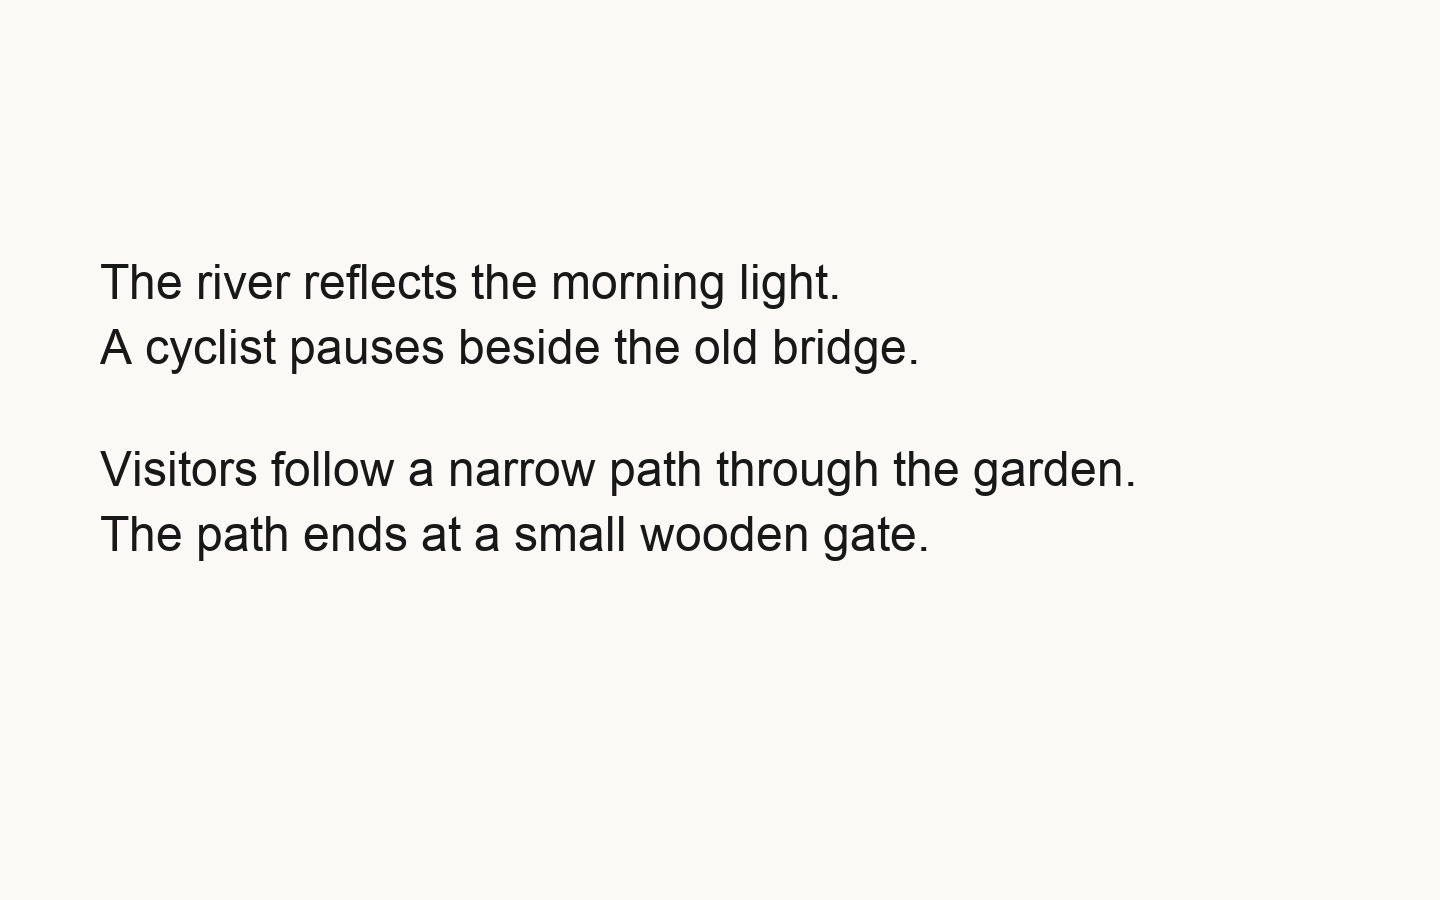 The river reflects the morning light.
A cyclist pauses beside the old bridge.
Visitors follow a narrow path through the garden.
The path ends at a small wooden gate.